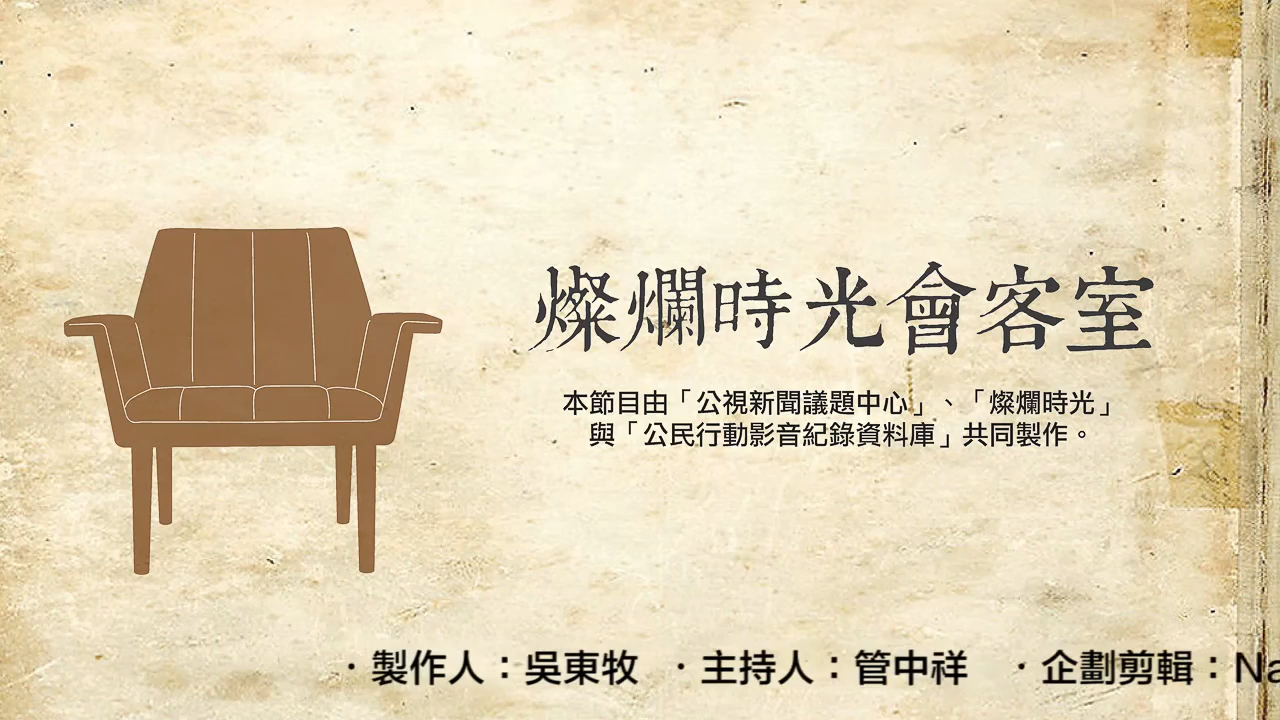 燦爛時光會客室
本節目由「公視新聞議題中心」、「燦爛時光」
與「公民行動影音紀錄資料庫」共同製作。
·製作人：吳東牧 ·主持人：管中祥 ·企劃剪輯：